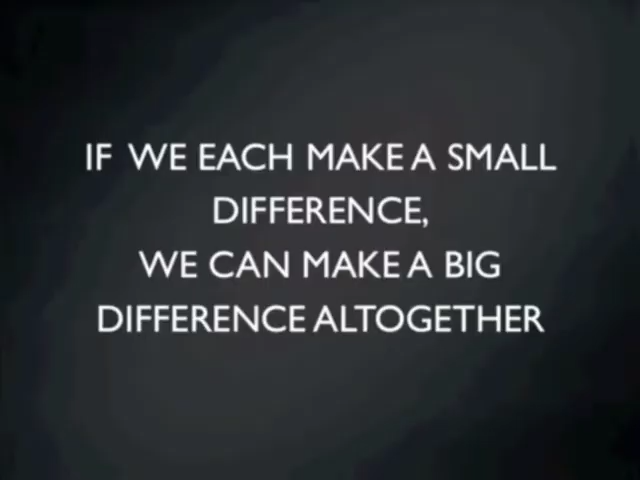 IF WE EACH MAKE A SMALL
DIFFERENCE,
WE CAN MAKE A BIG
DIFFERENCE ALTOGETHER